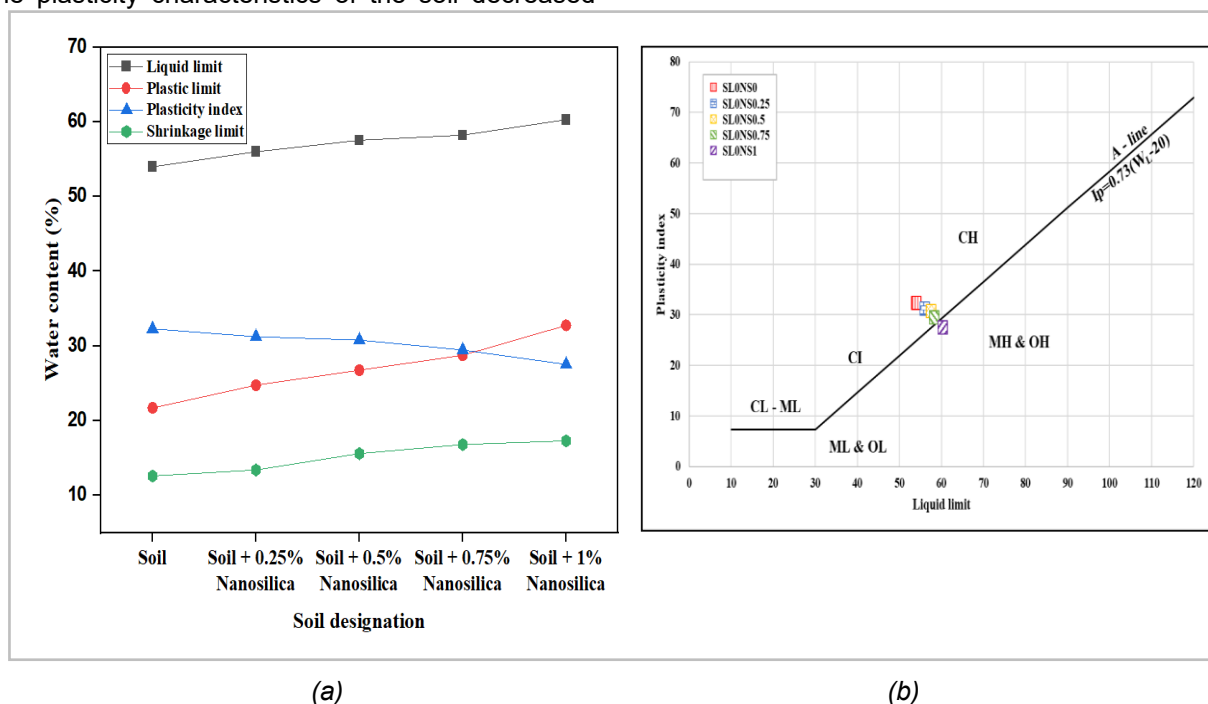 he plasticity characteristics of the soil decreased
70
60
50
40
30
20
10
Water content (%)
Liquid limit
Plastic limit
Plasticity index
Shrinkage limit
Soil
Soil + 0.25%
Nanosilica
Soil + 0.5%
Nanosilica
Soil + 0.75%
Nanosilica
Soil + 1%
Nanosilica
Soil designation
(a)
80
70
60
50
40
30
20
10
0
Plasticity index
SL0NS0
SL0NS0.25
SL0NS0.5
SL0NS0.75
SL0NS1
A - line
Ip=0.73(WL-20)
CH
CI
MH & OH
CL - ML
ML & OL
0 10 20 30 40 50 60 70 80 90 100 110 120
Liquid limit
(b)